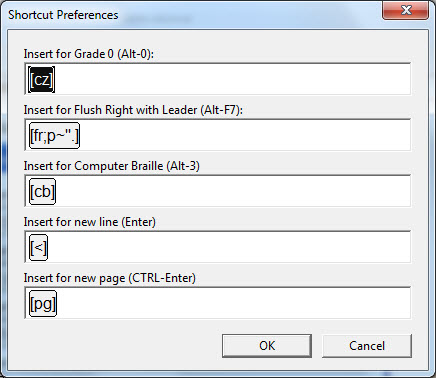 Shortcut Preferences
Insert for Grade 0 (Alt-0):
[cz]
Insert for Flush Right with Leader (Alt-F7):
[fr;p~".]
Insert for Computer Braille (Alt-3)
[cb]
Insert for new line (Enter)
[<]
Insert for new page (CTRL-Enter)
[pg]
OK Cancel